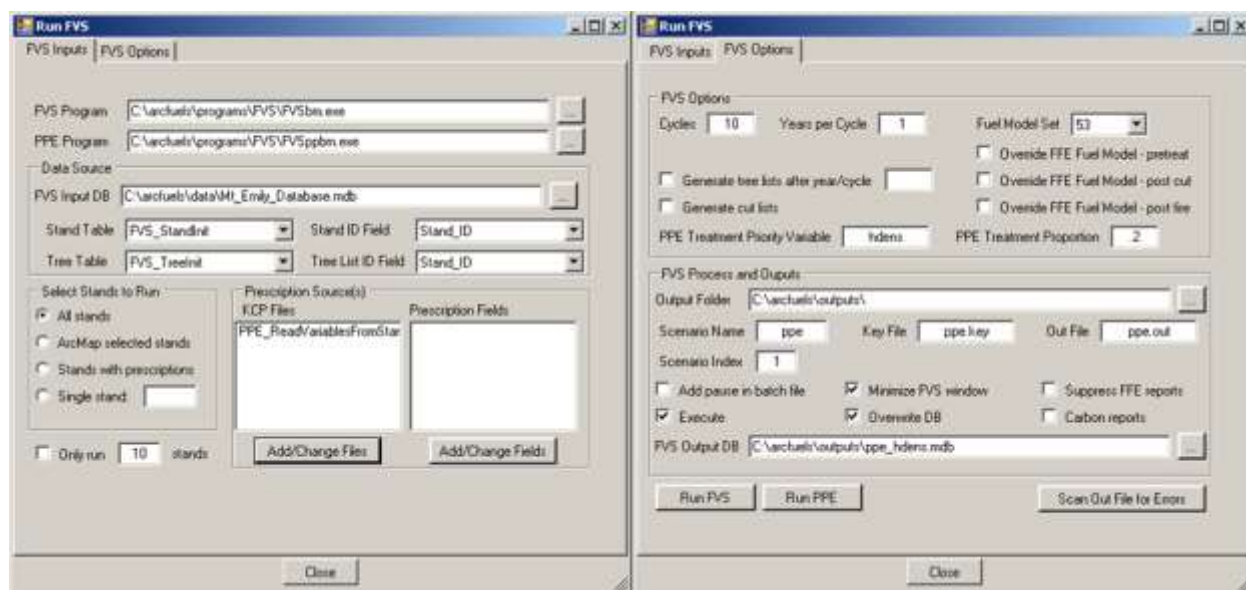 Run FVS
FVS Inputs FVS Options
FVS Program C:\arcfuels\programs\FVS\FVSbm.exe ...
PPE Program C:\arcfuels\programs\FVS\FVSppbm.exe ...
Data Source
FVS Input DB C:\arcfuels\data\Mt_Emily_Database.mdb ...
Stand Table FVS_StandInit Stand ID Field Stand_ID
Tree Table FVS_TreeInit Tree List ID Field Stand_ID
Select Stands to Run
All stands
ArcMap selected stands
Stands with prescriptions
Single stand:
Prescription Source(s)
KCP Files Prescription Fields
PPE_ReadVariablesFromStar
Only run 10 stands
Add/Change Files Add/Change Fields
Close
Run FVS
FVS Inputs FVS Options
FVS Options
Cycles 10 Years per Cycle 1 Fuel Model Set 53
Override FFE Fuel Model - pretreat
Generate tree lists after year/cycle Override FFE Fuel Model - post cut
Generate cut lists Override FFE Fuel Model - post fire
PPE Treatment Priority Variable hdens PPE Treatment Proportion 2
FVS Process and Ouputs
Output Folder C:\arcfuels\outputs\ ...
Scenario Name ppe Key File ppe.key Out File ppe.out
Scenario Index 1
Add pause in batch file Minimize FVS window Suppress FFE reports
Execute Overwrite DB Carbon reports
FVS Output DB C:\arcfuels\outputs\ppe_hdens.mdb ...
Run FVS Run PPE Scan Out File for Errors
Close